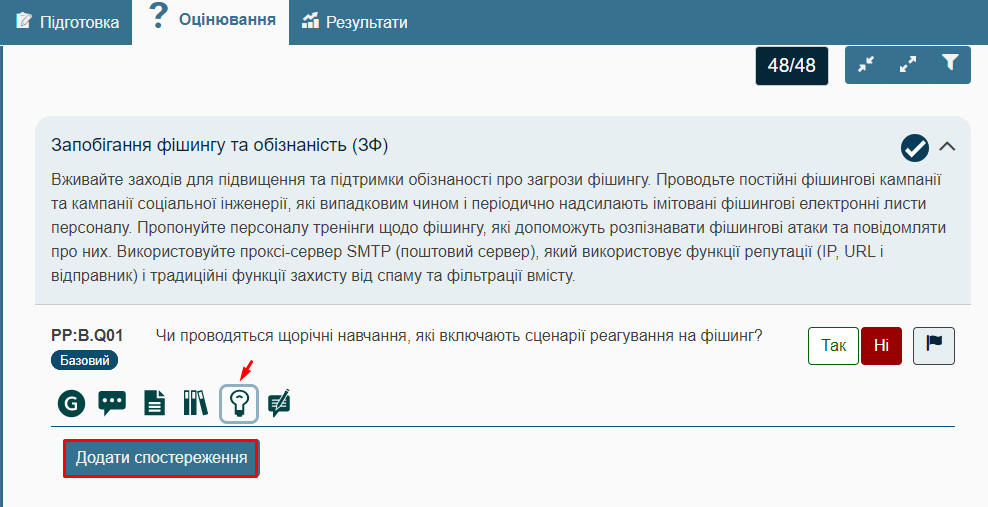 Підготовка
? Оцінювання
Результати
48/48
Запобігання фішингу та обізнаність (ЗФ)
Вживайте заходів для підвищення та підтримки обізнаності про загрози фішингу. Проводьте постійні фішингові кампанії
та кампанії соціальної інженерії, які випадковим чином і періодично надсилають імітовані фішингові електронні листи
персоналу. Пропонуйте персоналу тренінги щодо фішингу, які допоможуть розпізнавати фішингові атаки та повідомляти
про них. Використовуйте проксі-сервер SMTP (поштовий сервер), який використовує функції репутації (IP, URL і
відправник) і традиційні функції захисту від спаму та фільтрації вмісту.
PP:B.Q01 Чи проводяться щорічні навчання, які включають сценарії реагування на фішинг? Так Ні
Базовий
G
Додати спостереження